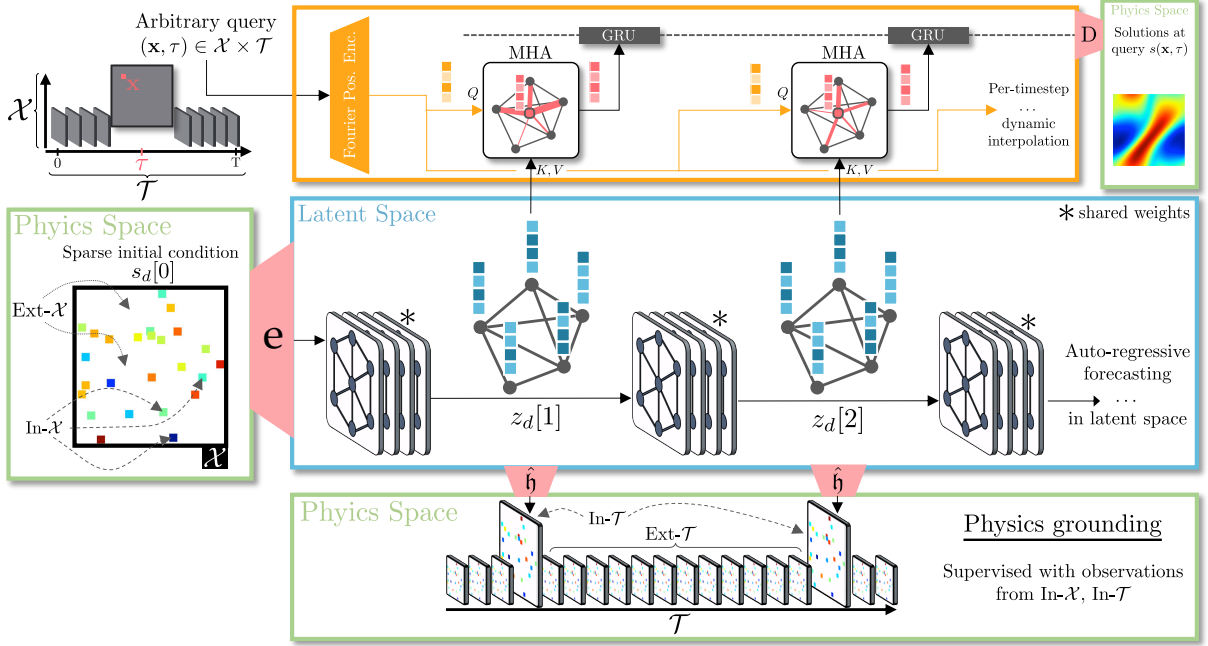 Arbitrary query
(x, τ) ∈ 𝒳 × 𝒯
𝒳
x
0
τ
T
𝒯
Fourier Pos. Enc.
Q
MHA
GRU
K, V
Q
MHA
GRU
K, V
Per-timestep
...
dynamic
interpolation
D
Physics Space
Solutions at
query s(x, τ)
Phyics Space
Sparse initial condition
s_d[0]
Ext-𝒳
In-𝒳
𝒳
e
Latent Space
* shared weights
*
*
*
z_d[1]
z_d[2]
Auto-regressive
forecasting
...
in latent space
𝔥̂
𝔥̂
Physics Space
In-𝒯
Ext-𝒯
𝒯
Physics grounding
Supervised with observations
from In-𝒳, In-𝒯